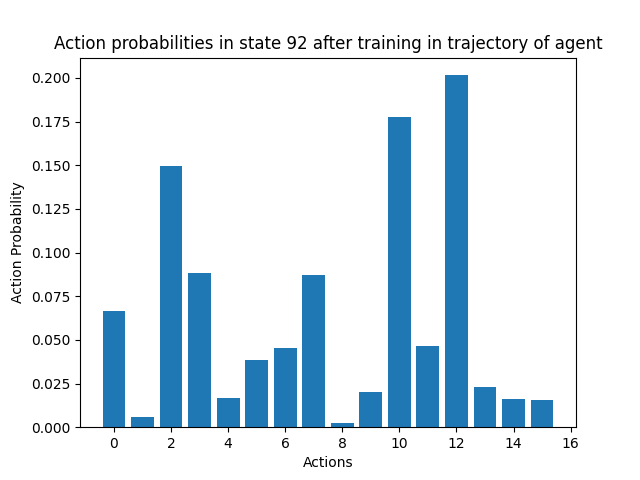 Action probabilities in state 92 after training in trajectory of agent
0.200
0.175
0.150
0.125
0.100
0.075
0.050
0.025
0.000
Action Probability
0 2 4 6 8 10 12 14 16
Actions